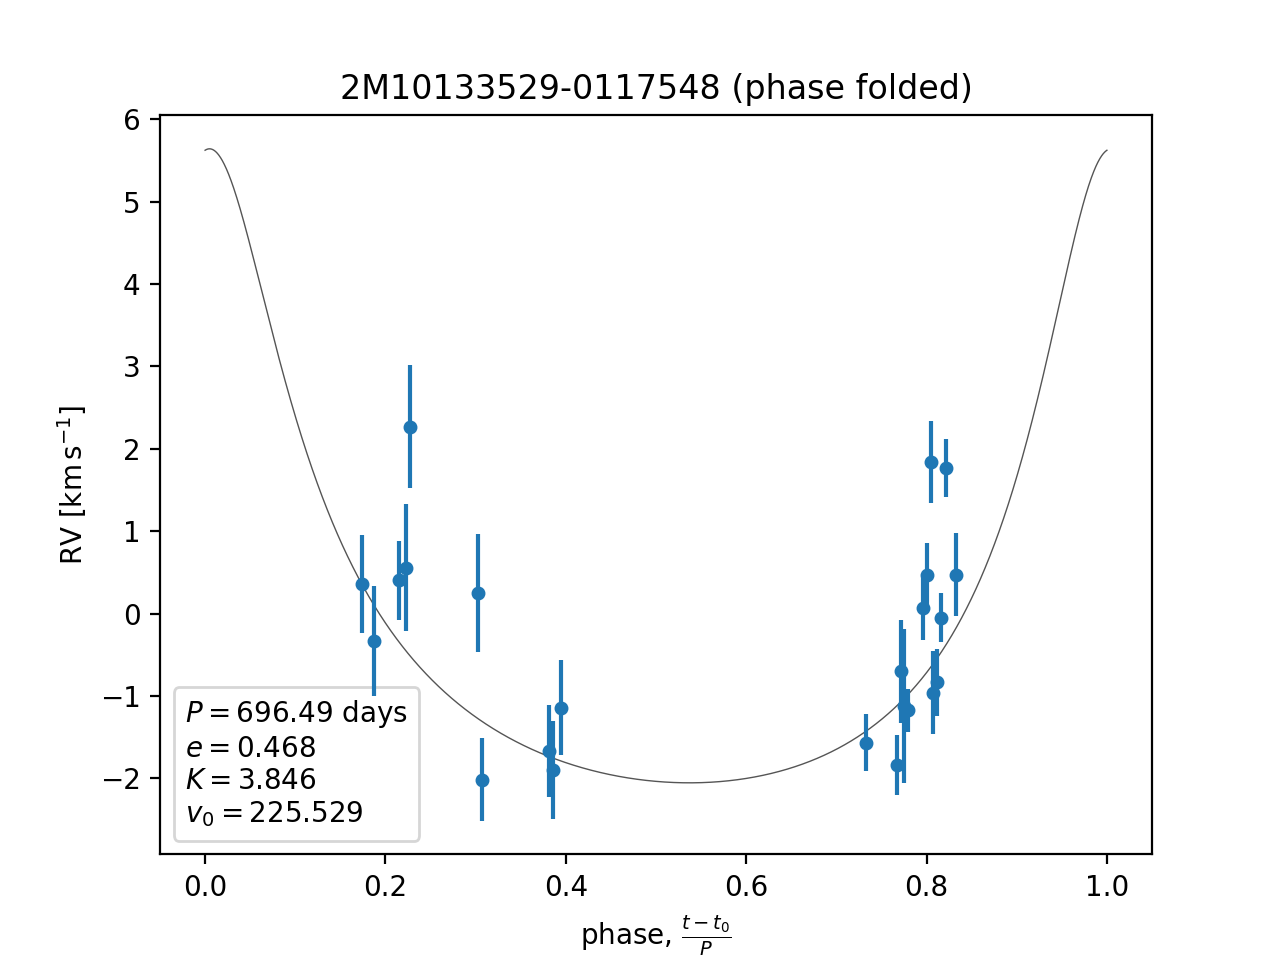 2M10133529-0117548 (phase folded)
6
5
4
3
2
1
0
−1
−2
RV [km s⁻¹]
P = 696.49 days
e = 0.468
K = 3.846
v₀ = 225.529
0.0 0.2 0.4 0.6 0.8 1.0
phase, (t − t₀)/P